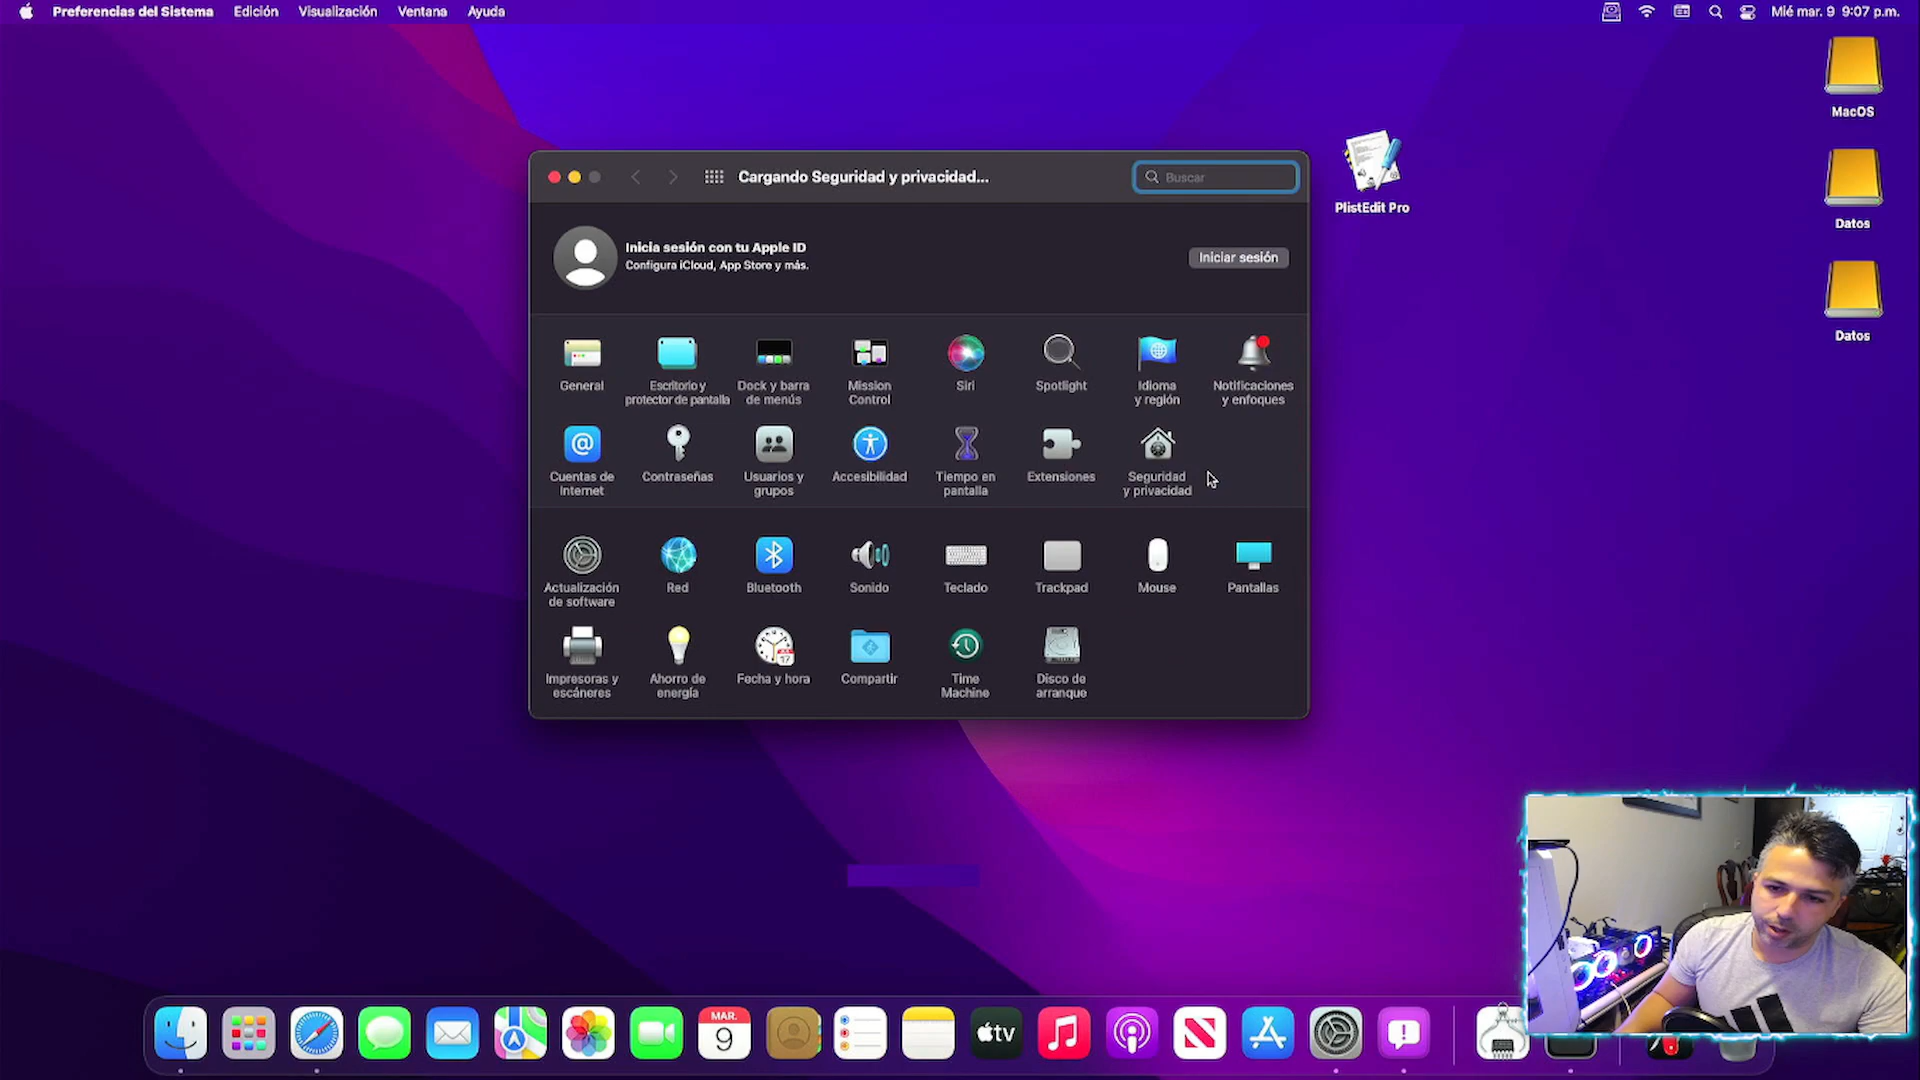 Preferencias del Sistema Edición Visualización Ventana Ayuda
Mié mar. 9 9:07 p.m.
MacOS
Datos
Datos
PlistEdit Pro
Cargando Seguridad y privacidad...
Buscar
Inicia sesión con tu Apple ID
Configura iCloud, App Store y más.
Iniciar sesión
General
Escritorio y
protector de pantalla
Dock y barra
de menús
Mission
Control
Siri
Spotlight
Idioma
y región
Notificaciones
y enfoques
Cuentas de
Internet
Contraseñas
Usuarios y
grupos
Accesibilidad
Tiempo en
pantalla
Extensiones
Seguridad
y privacidad
Actualización
de software
Red
Bluetooth
Sonido
Teclado
Trackpad
Mouse
Pantallas
Impresoras y
escáneres
Ahorro de
energía
JUL
17
Fecha y hora
Compartir
Time
Machine
Disco de
arranque
MAR.
9
tv